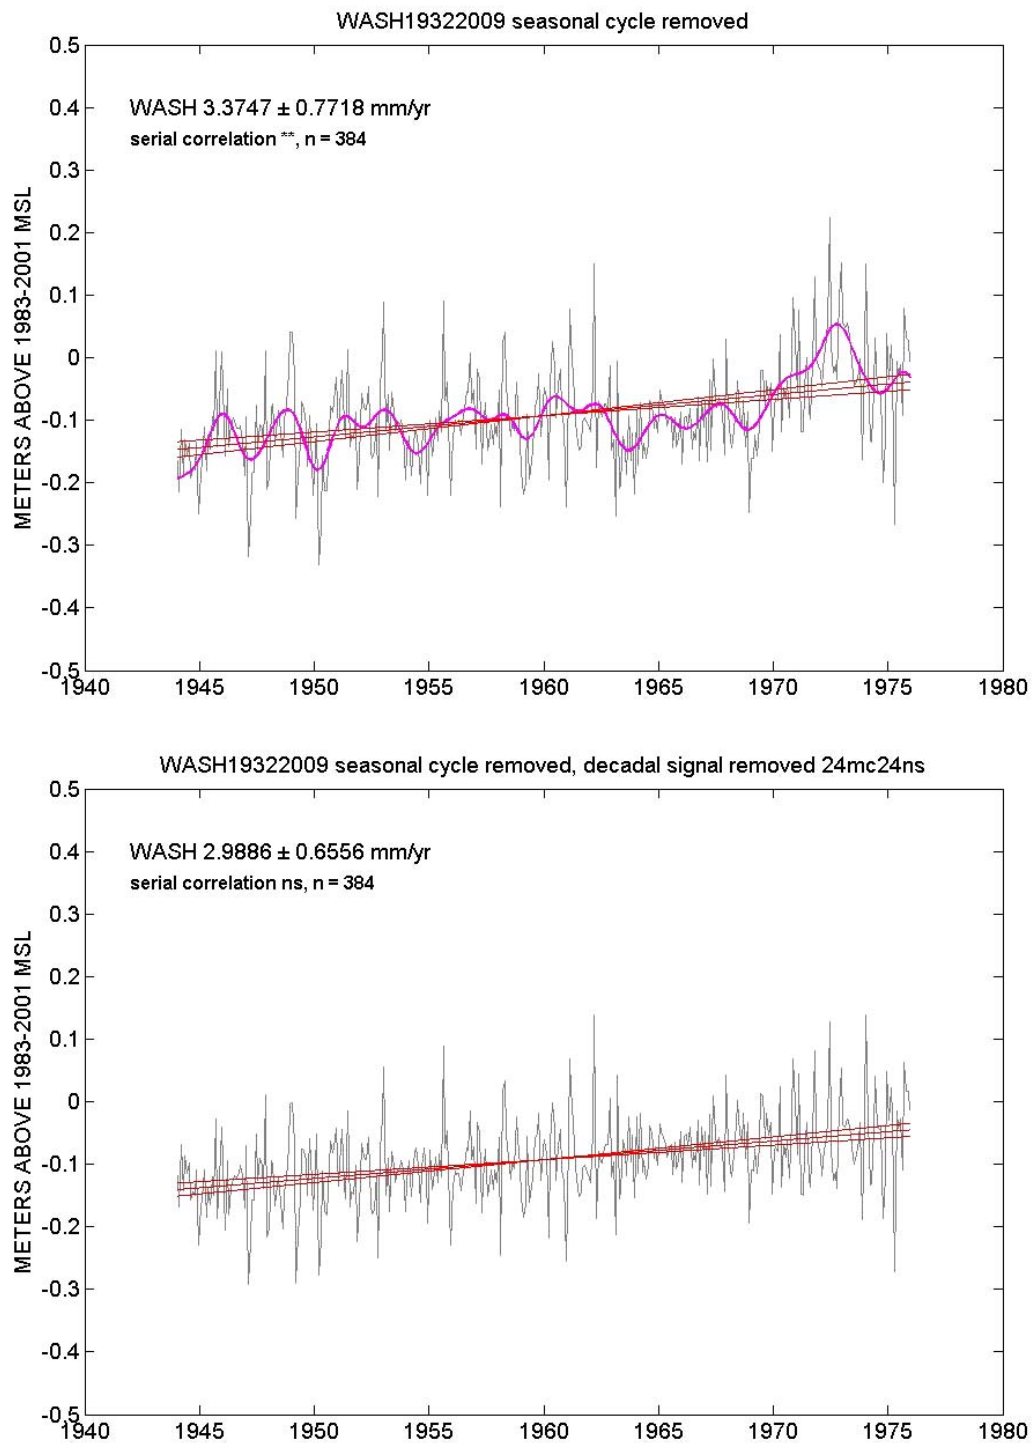 WASH19322009 seasonal cycle removed
0.5
WASH 3.3747 ± 0.7718 mm/yr
serial correlation **, n = 384
0.4
0.3
0.2
0.1
0
-0.1
-0.2
-0.3
-0.4
-0.5
METERS ABOVE 1983-2001 MSL
1940 1945 1950 1955 1960 1965 1970 1975 1980
WASH19322009 seasonal cycle removed, decadal signal removed 24mc24ns
0.5
WASH 2.9886 ± 0.6556 mm/yr
serial correlation ns, n = 384
0.4
0.3
0.2
0.1
0
-0.1
-0.2
-0.3
-0.4
-0.5
METERS ABOVE 1983-2001 MSL
1940 1945 1950 1955 1960 1965 1970 1975 1980